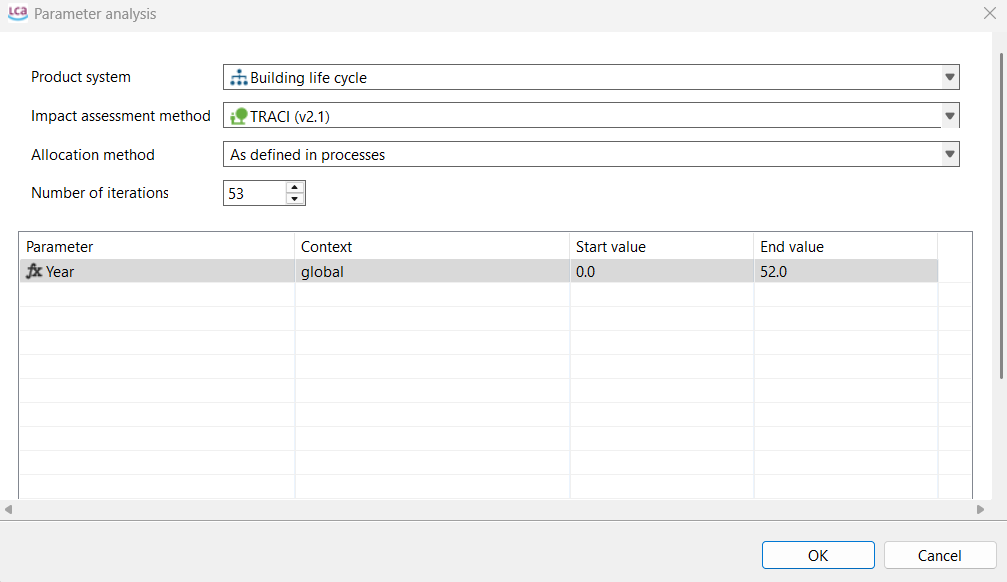 LCA Parameter analysis
Product system Building life cycle
Impact assessment method TRACI (v2.1)
Allocation method As defined in processes
Number of iterations 53
Parameter Context Start value End value
fx Year global 0.0 52.0
OK Cancel